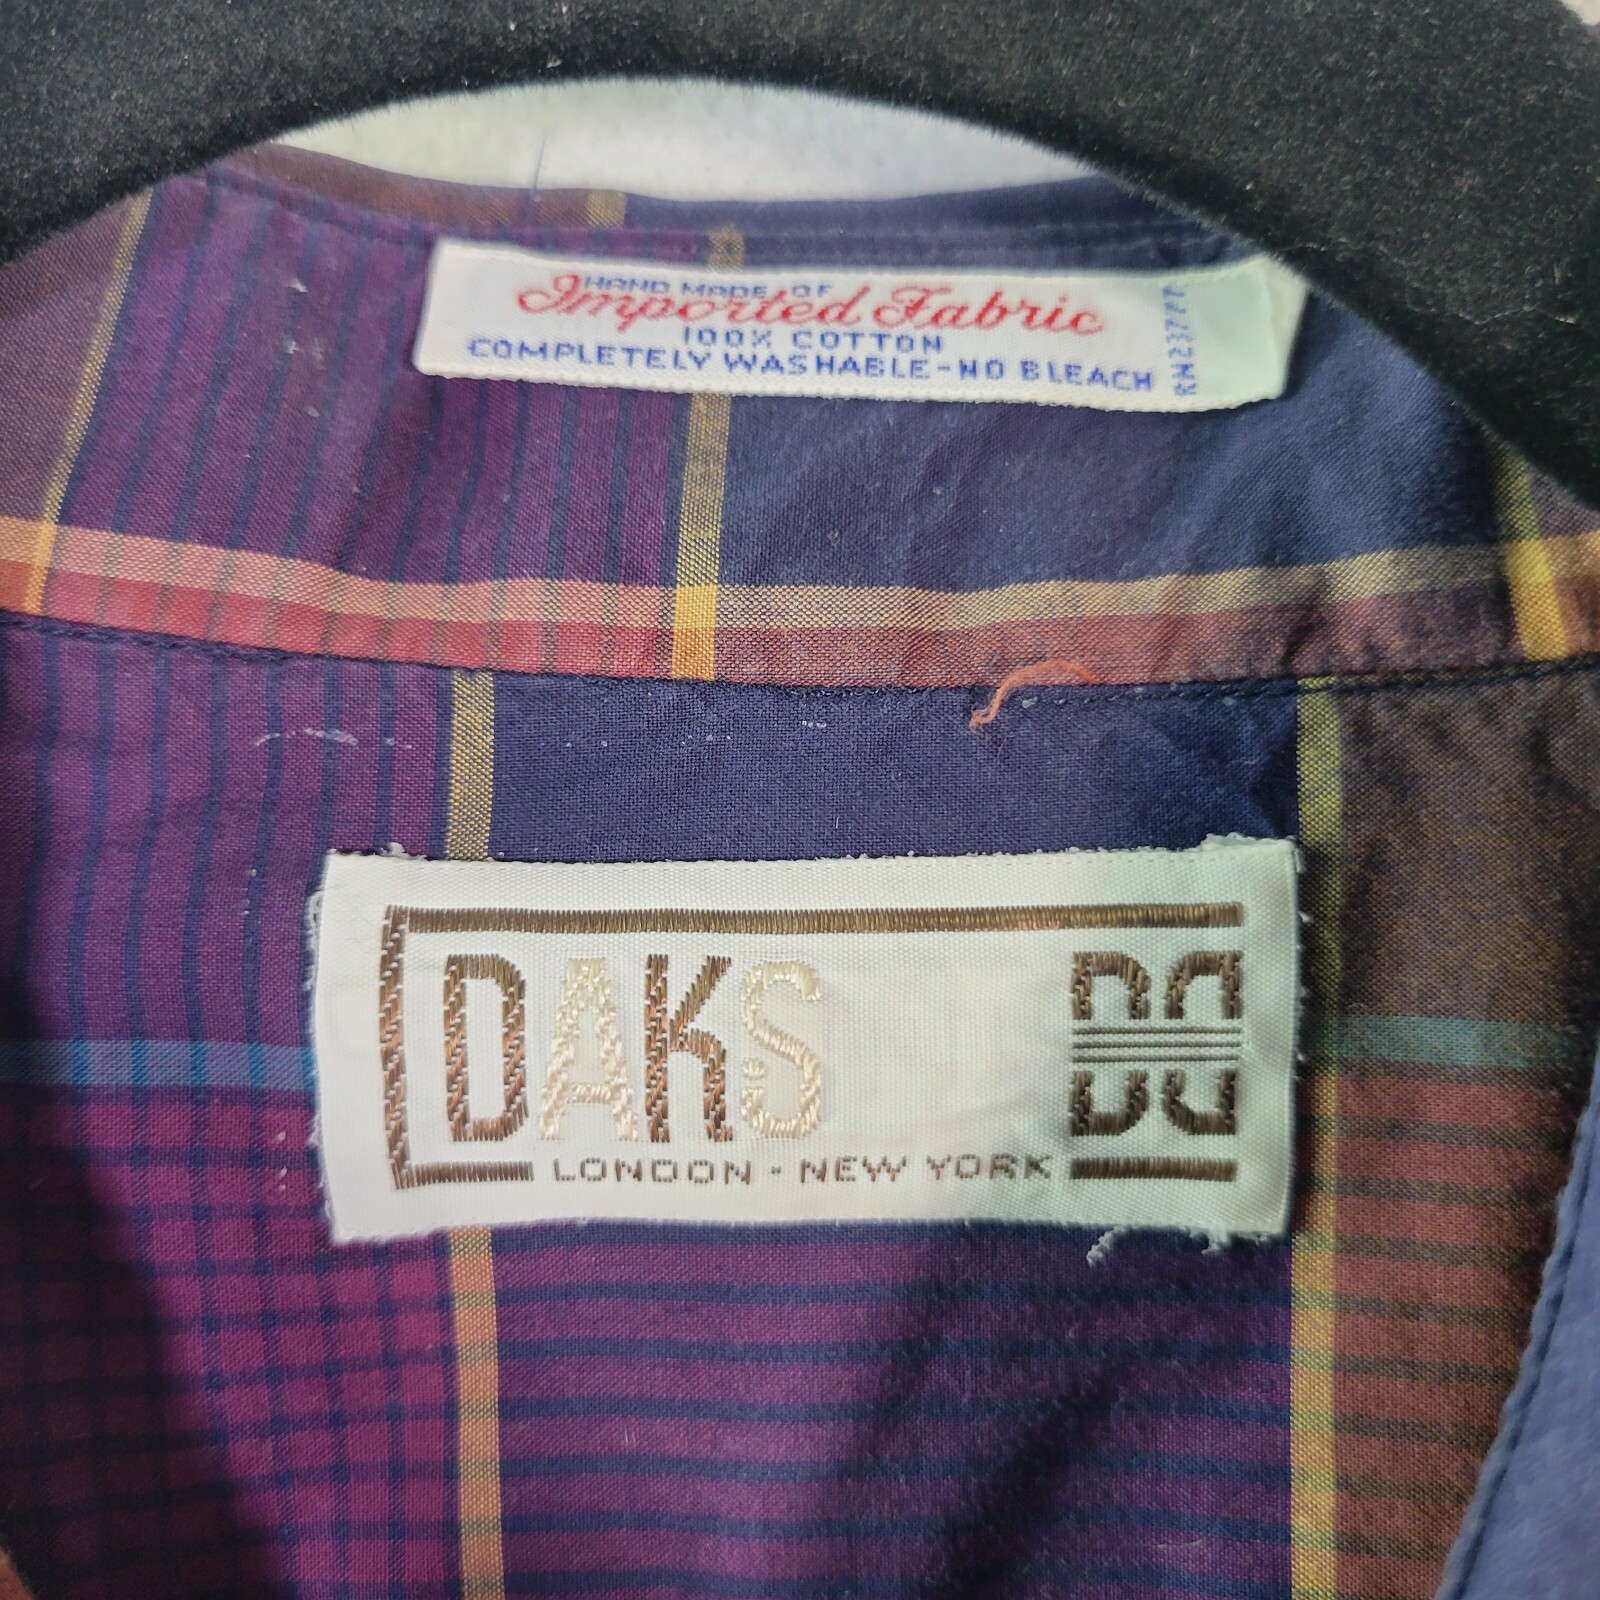 HAND MADE OF
Imported Fabric
100% COTTON
COMPLETELY WASHABLE-NO BLEACH
RN23777
DAKS
LONDON - NEW YORK